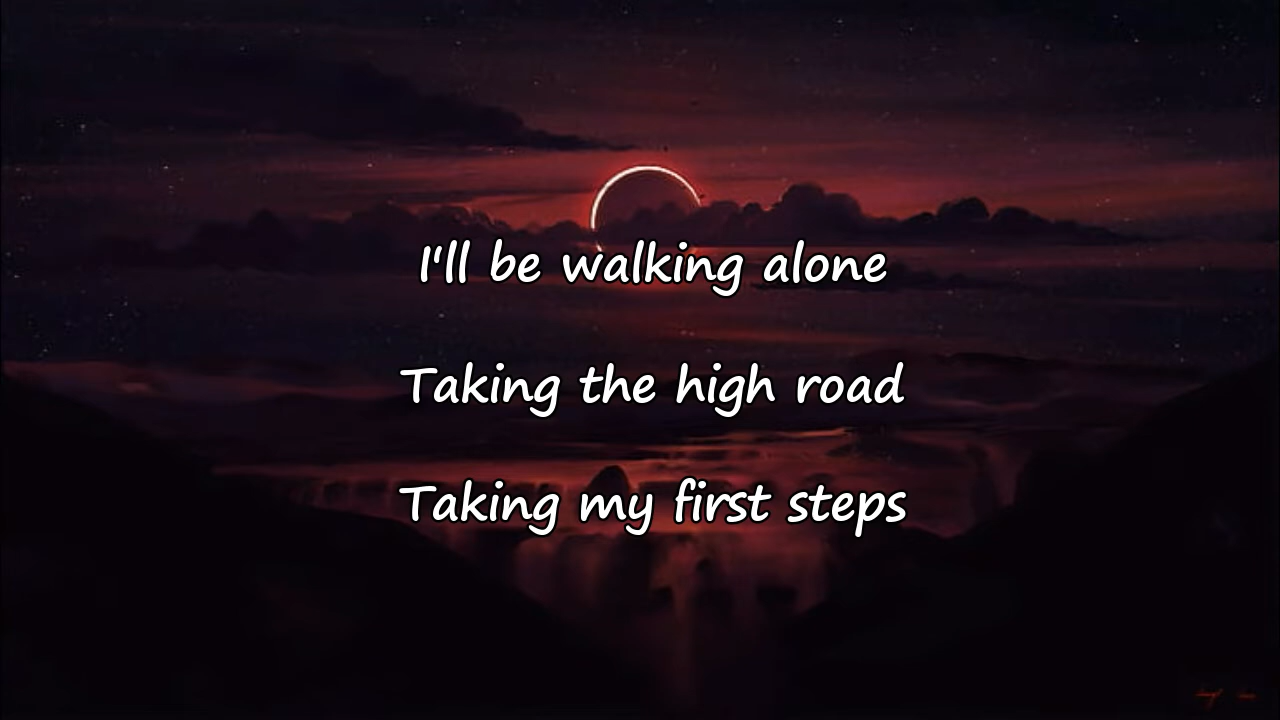 I'll be walking alone
Taking the high road
Taking my first steps